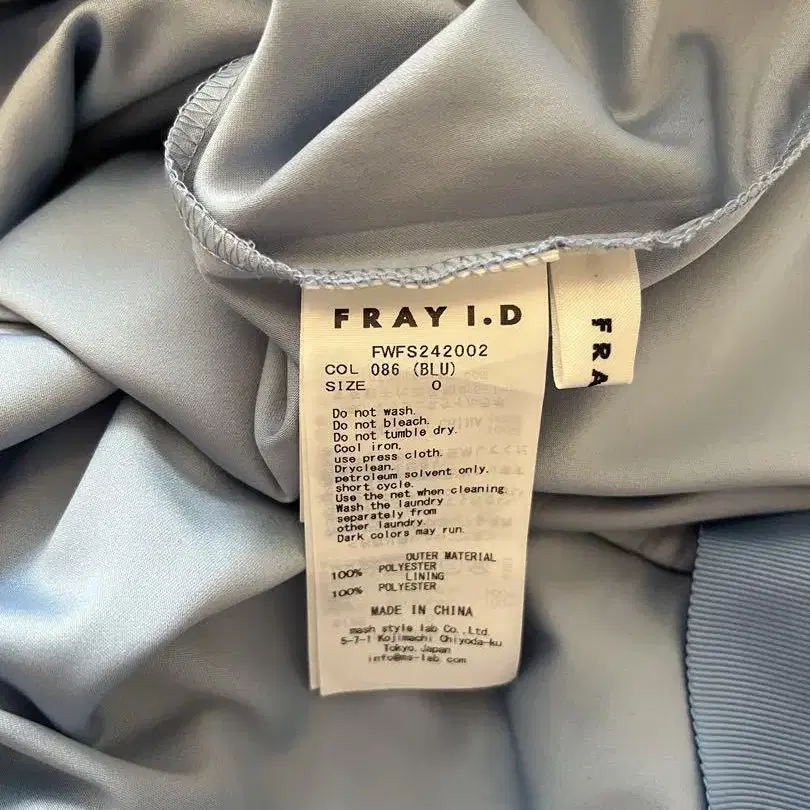 FRAY I.D
FWFS242002
COL 086 (BLU)
SIZE 0
Do not wash.
Do not bleach.
Do not tumble dry.
Cool iron,
use press cloth.
Dryclean,
petroleum solvent only.
short cycle.
Use the net when cleaning.
Wash the laundry
separately from
other laundry.
Dark colors may run.
OUTER MATERIAL
100% POLYESTER
LINING
100% POLYESTER
MADE IN CHINA
mash style lab Co.,Ltd.
5-7-1 Kojimachi Chiyoda-ku
Tokyo,Japan
info@ms-lab.com
FRA